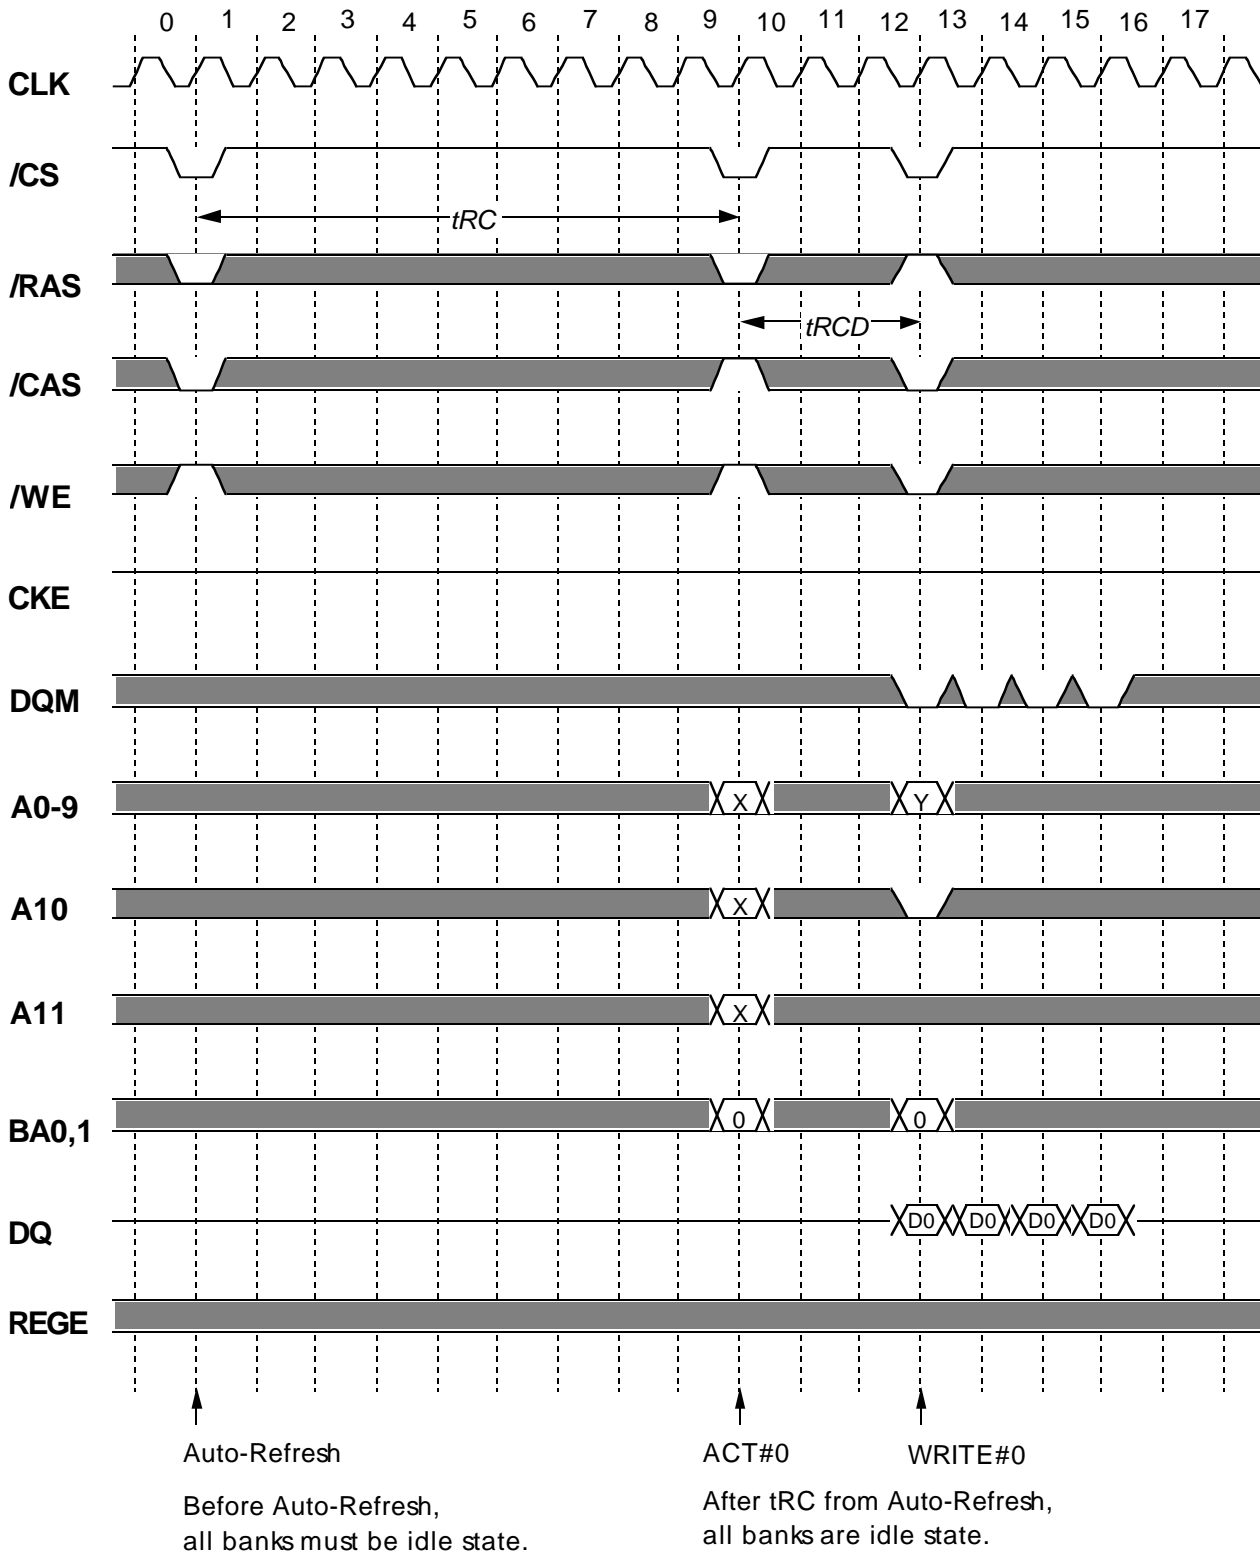 0 1 2 3 4 5 6 7 8 9 10 11 12 13 14 15 16 17
CLK
/CS
tRC
/RAS
tRCD
/CAS
/WE
CKE
DQM
A0-9 X Y
A10 X
A11 X
BA0,1 0 0
DQ D0 D0 D0 D0
REGE
Auto-Refresh ACT#0 WRITE#0
Before Auto-Refresh,
all banks must be idle state.
After tRC from Auto-Refresh,
all banks are idle state.